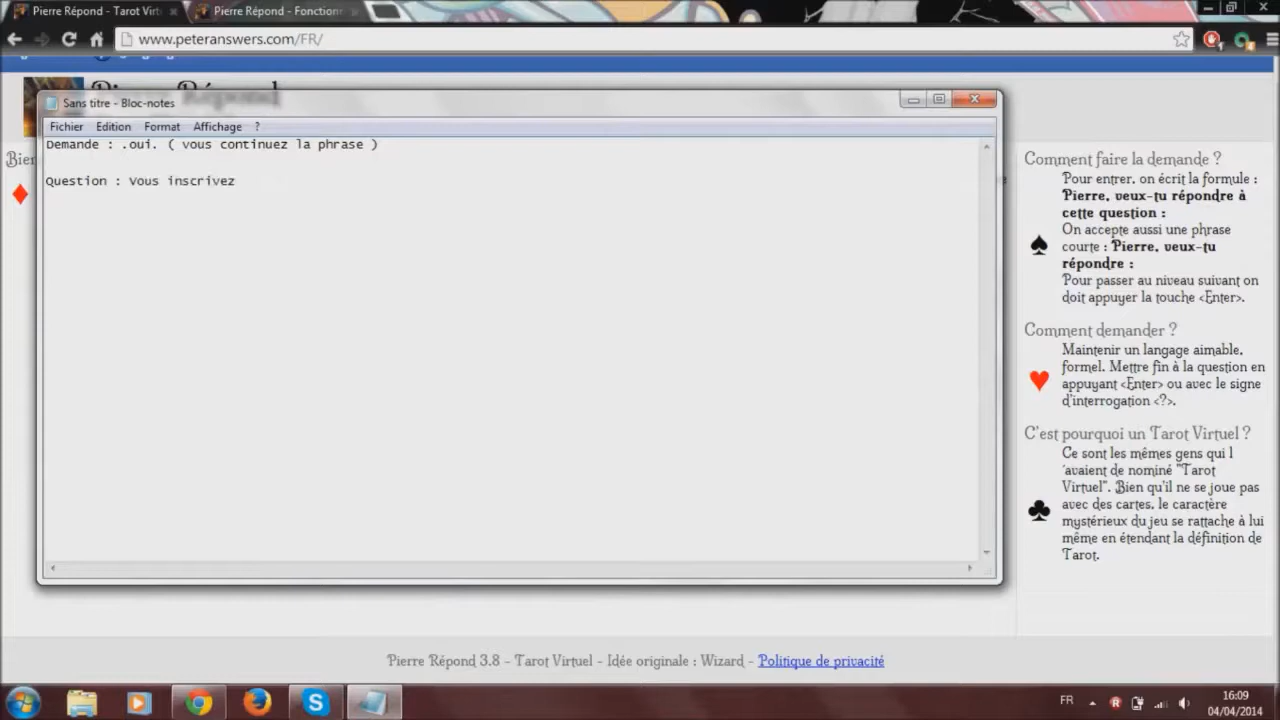 Pierre Répond - Tarot Virt
Pierre Répond - Fonction
www.peteranswers.com/FR/
Pierre Répond
Sans titre - Bloc-notes
Fichier Edition Format Affichage ?
Demande : .oui. ( vous continuez la phrase )
Question : Vous inscrivez
Bien
Comment faire la demande ?
Pour entrer, on écrit la formule :
Pierre, veux-tu répondre à
cette question :
On accepte aussi une phrase
courte : Pierre, veux-tu
répondre :
Pour passer au niveau suivant on
doit appuyer la touche <Enter>.
Comment demander ?
Maintenir un langage aimable,
formel. Mettre fin à la question en
appuyant <Enter> ou avec le signe
d'interrogation <?>.
C'est pourquoi un Tarot Virtuel ?
Ce sont les mêmes gens qui l
'avaient de nominé "Tarot
Virtuel". Bien qu'il ne se joue pas
avec des cartes, le caractère
mystérieux du jeu se rattache à lui
même en étendant la définition de
Tarot.
Pierre Répond 3.8 - Tarot Virtuel - Idée originale : Wizard - Politique de privacité
FR
16:09
04/04/2014